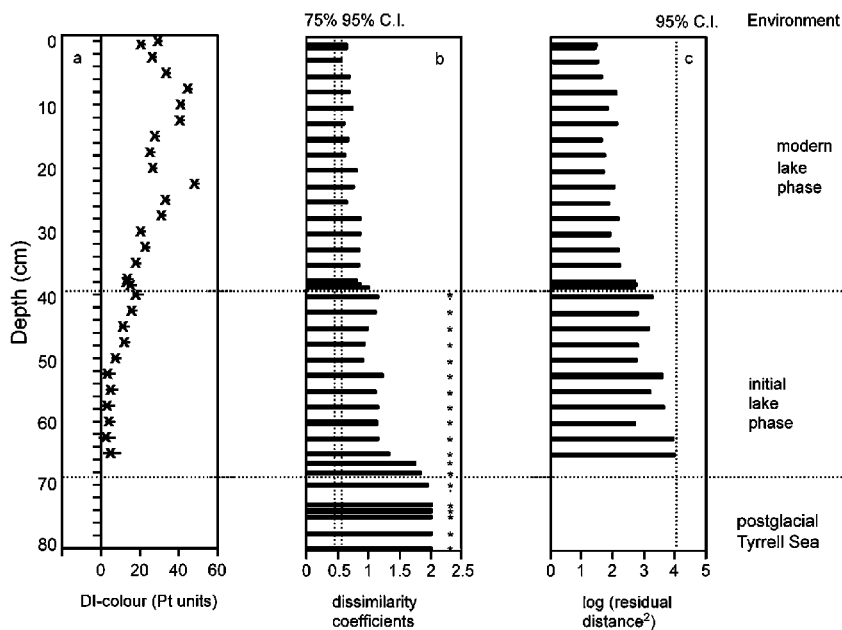 75% 95% C.I.
95% C.I.
Environment
a
b
c
0
10
20
30
40
50
60
70
80
Depth (cm)
modern
lake
phase
initial
lake
phase
postglacial
Tyrrell Sea
* * * * * * * * * * * * * * * * * * *
0 20 40 60
0 0.5 1 1.5 2 2.5
0 1 2 3 4 5
DI-colour (Pt units)
dissimilarity
coefficients
log (residual
distance²)